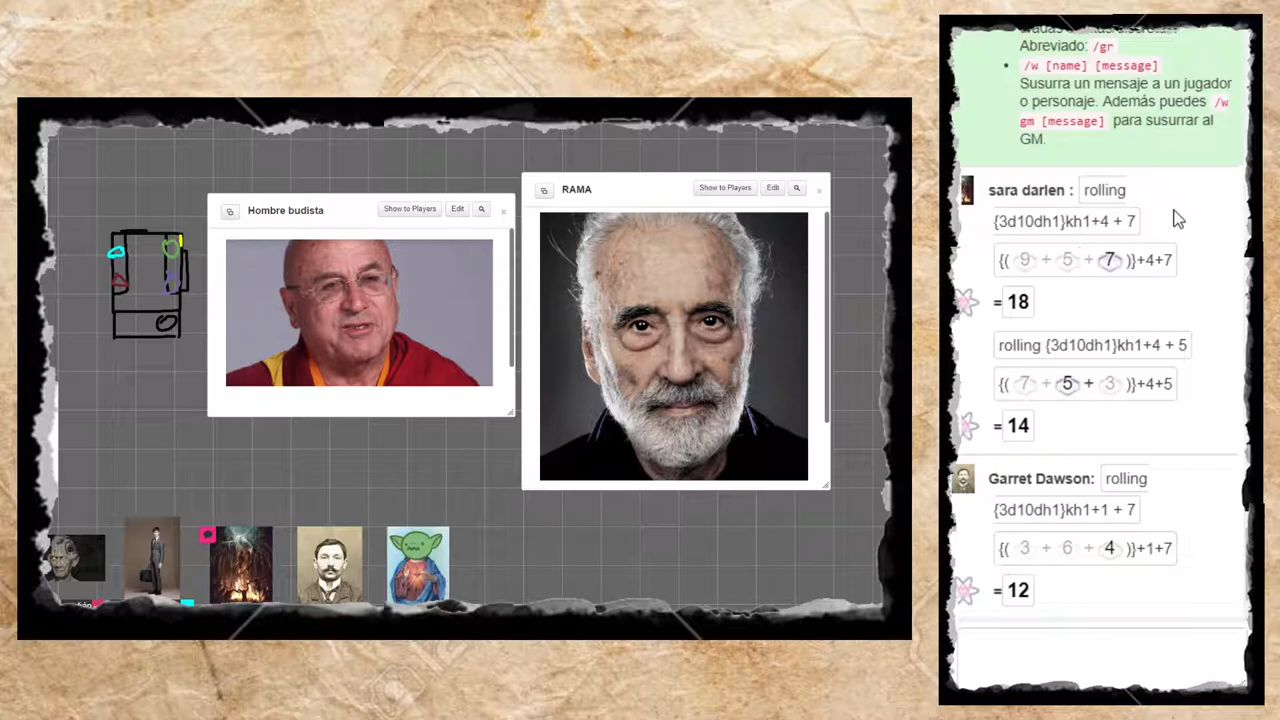 Hombre budista
Show to Players
Edit
RAMA
Show to Players
Edit
Abreviado: /gr
• /w [name] [message]
Susurra un mensaje a un jugador
o personaje. Además puedes /w
gm [message] para susurrar al
GM.
sara darlen : rolling
{3d10dh1}kh1+4 + 7
{( 9 + 5 + 7 )}+4+7
= 18
rolling {3d10dh1}kh1+4 + 5
{( 7 + 5 + 3 )}+4+5
= 14
Garret Dawson: rolling
{3d10dh1}kh1+1 + 7
{( 3 + 6 + 4 )}+1+7
= 12